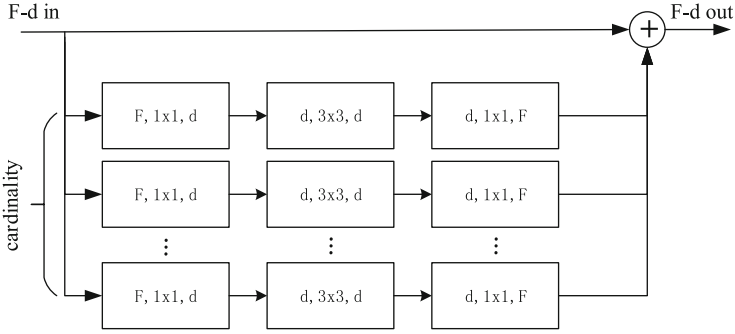 F-d in
F-d out
+
cardinality
F, 1x1, d
d, 3x3, d
d, 1x1, F
F, 1x1, d
d, 3x3, d
d, 1x1, F
⋮
⋮
⋮
F, 1x1, d
d, 3x3, d
d, 1x1, F